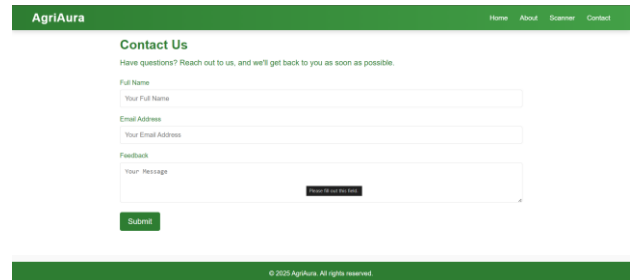 AgriAura
Home About Scanner Contact
Contact Us
Have questions? Reach out to us, and we'll get back to you as soon as possible.
Full Name
Your Full Name
Email Address
Your Email Address
Feedback
Your Message
Please fill out this field.
Submit
© 2025 AgriAura. All rights reserved.